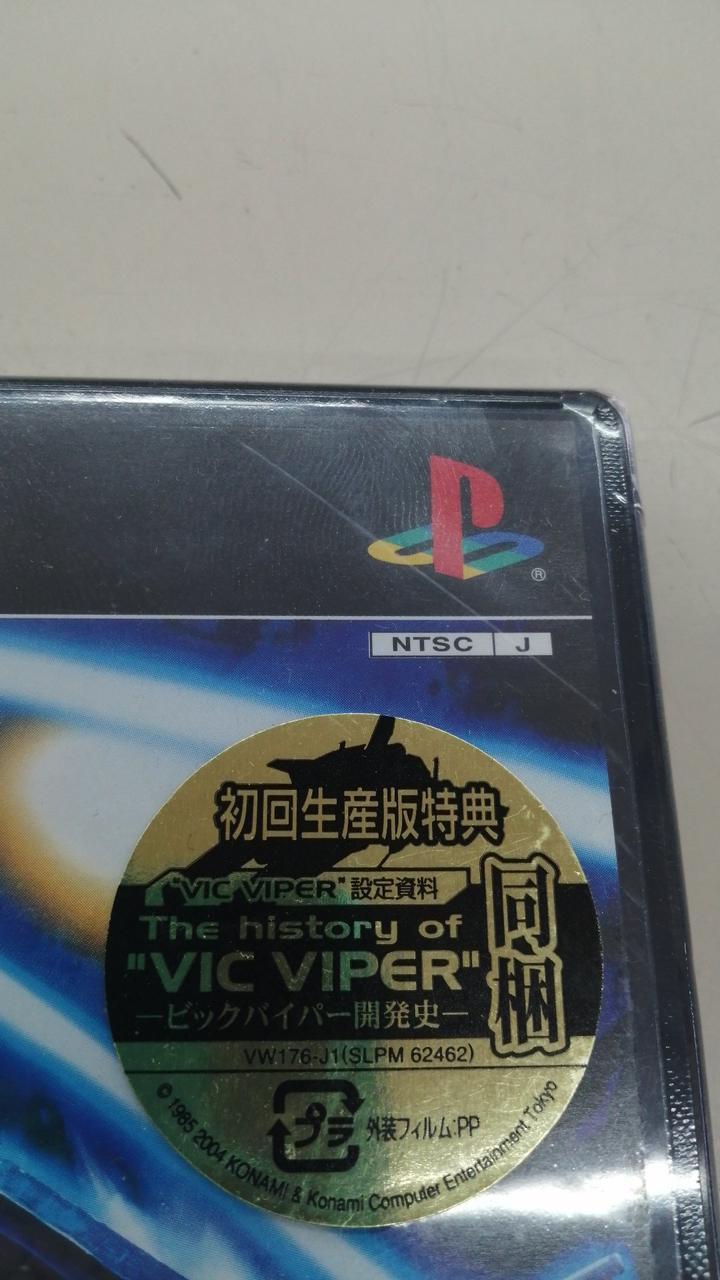 ®
NTSC J
初回生産版特典
"VIC VIPER"設定資料
The history of
"VIC VIPER"
―ビックバイパー開発史―
同梱
VW176-J1(SLPM 62462)
プラ
外装フィルム:PP
© 1985 2004 KONAMI & Konami Computer Entertainment Tokyo